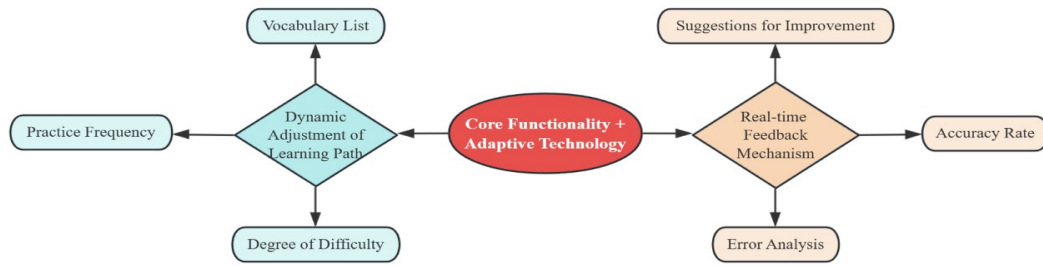 Vocabulary List
Suggestions for Improvement
Practice Frequency
Dynamic
Adjustment of
Learning Path
Core Functionality +
Adaptive Technology
Real-time
Feedback
Mechanism
Accuracy Rate
Degree of Difficulty
Error Analysis